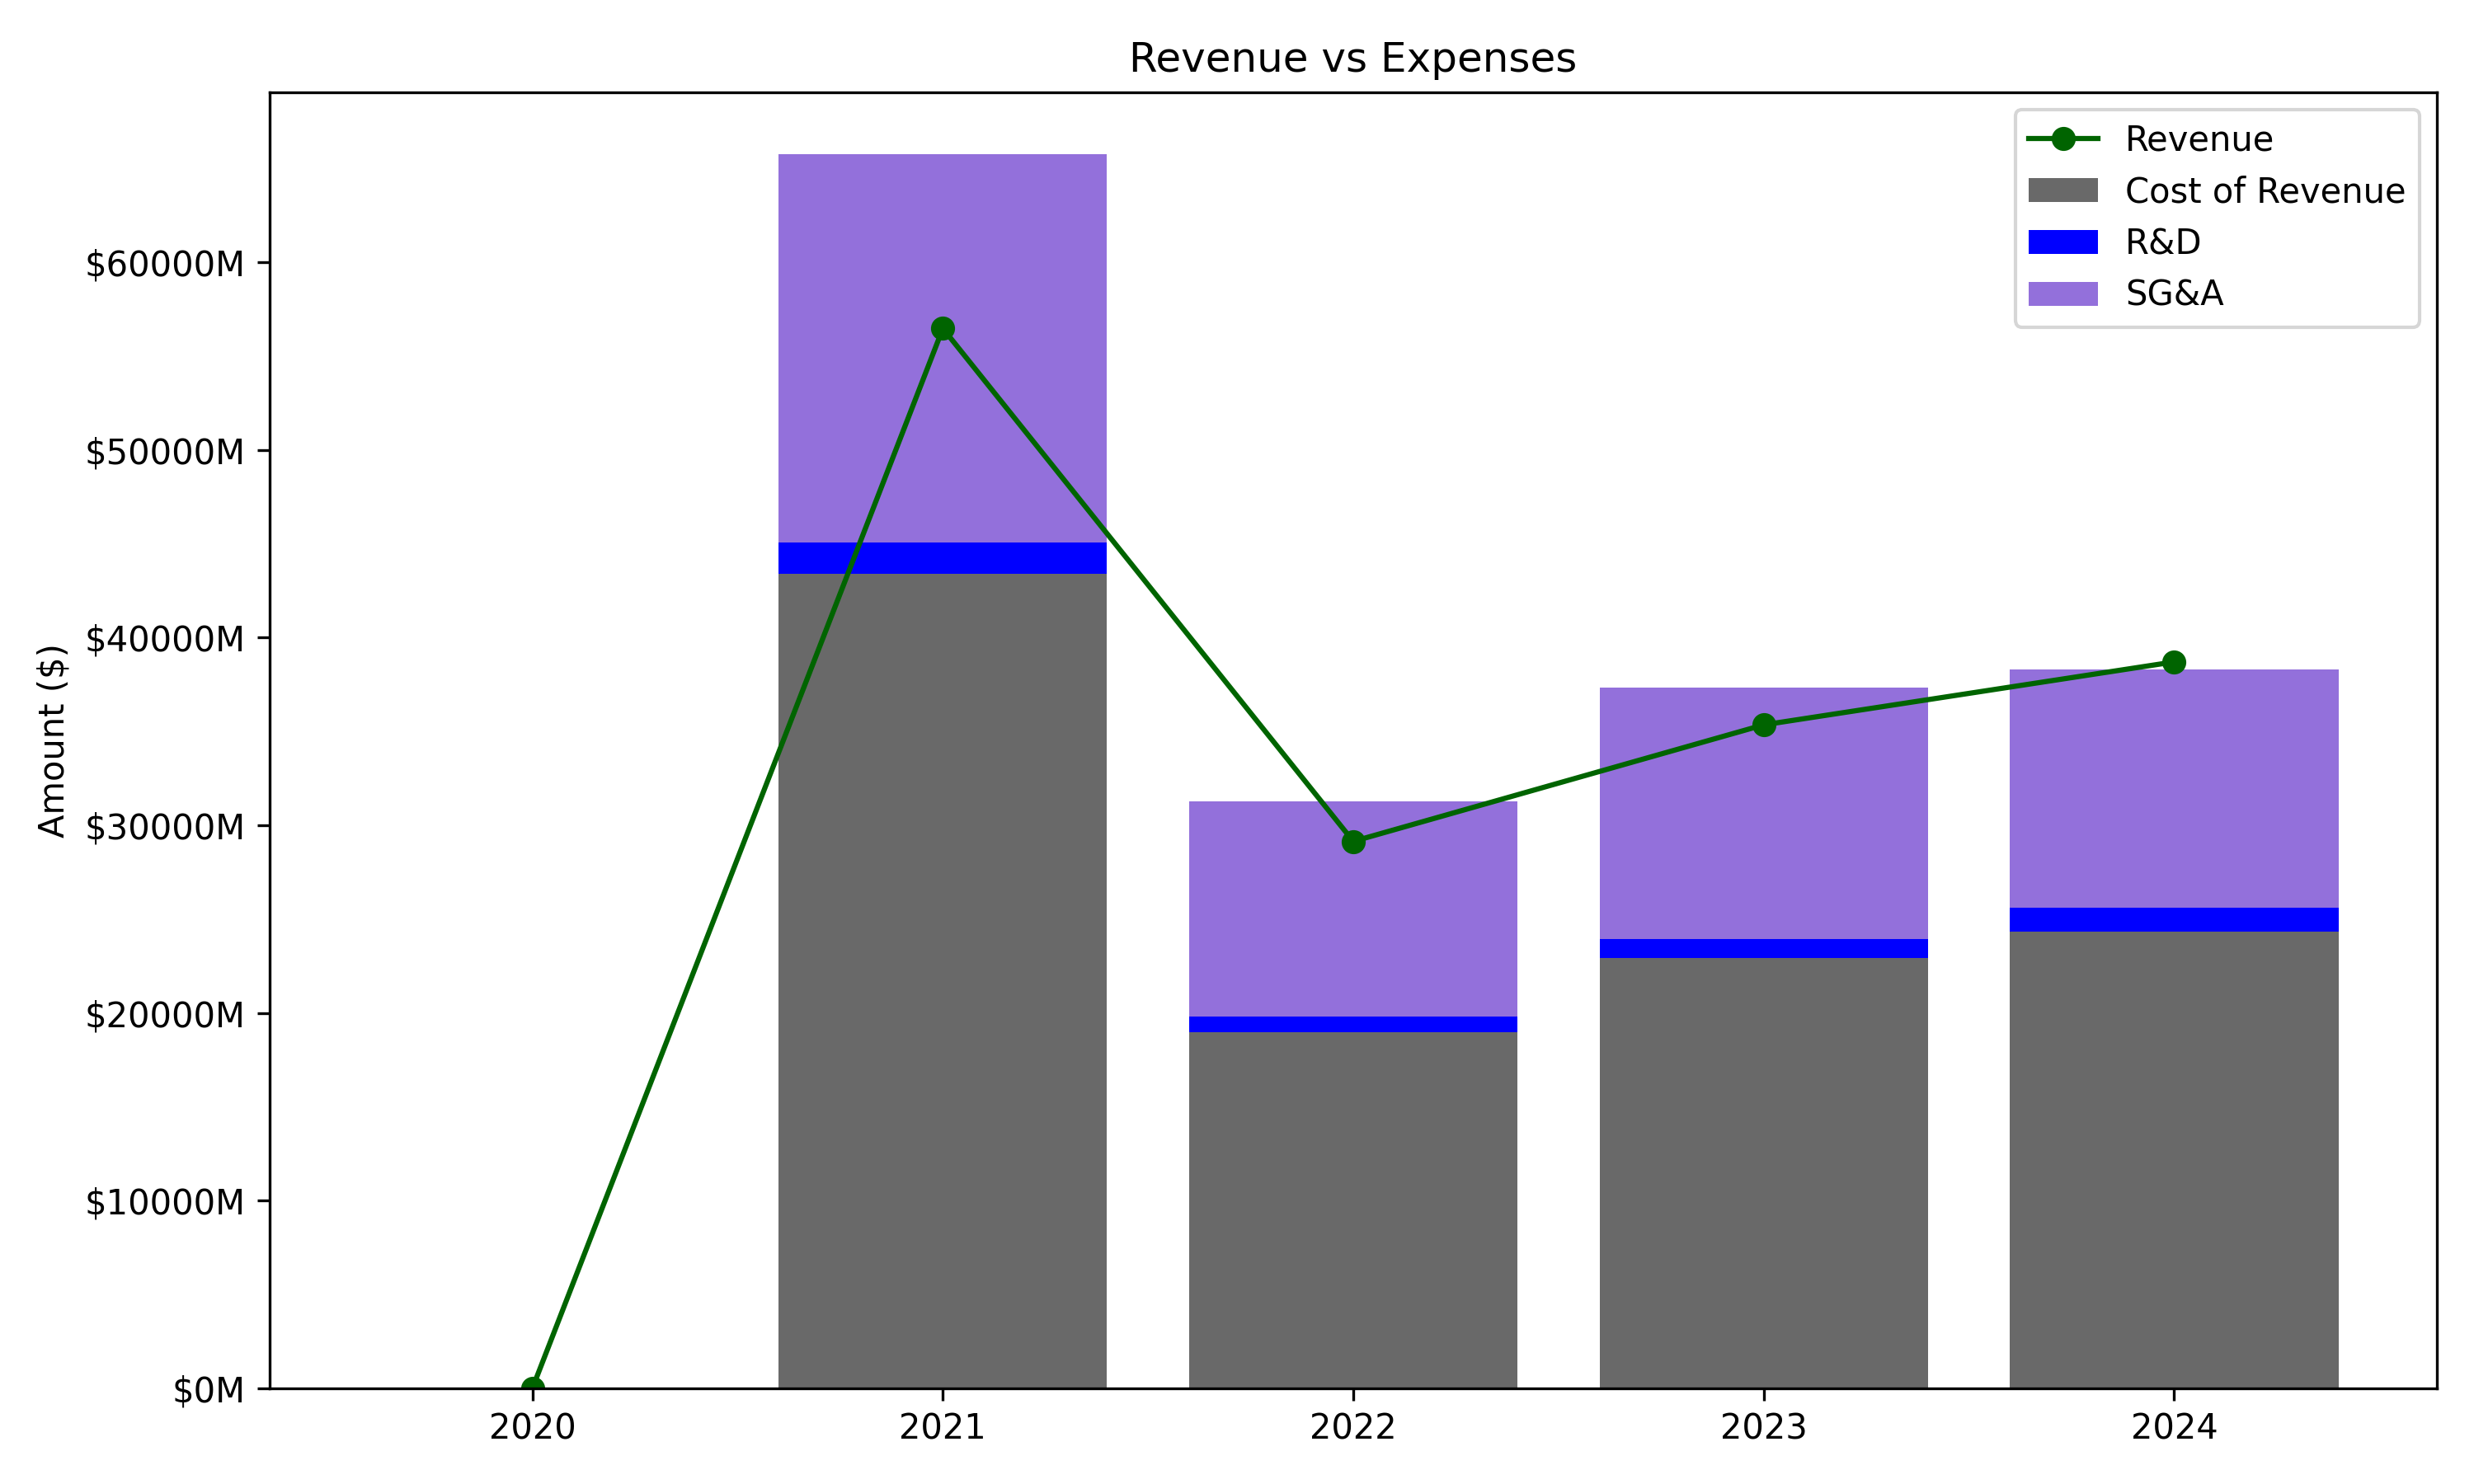 Revenue vs Expenses
Revenue
Cost of Revenue
R&D
SG&A
Amount ($)
$60000M
$50000M
$40000M
$30000M
$20000M
$10000M
$0M
2020
2021
2022
2023
2024